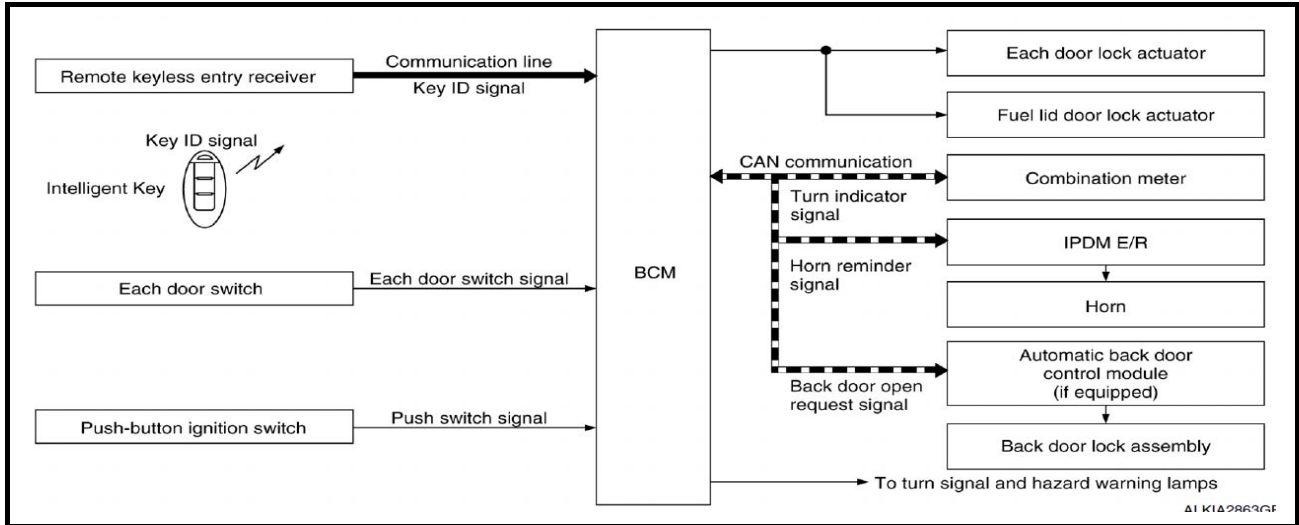 Remote keyless entry receiver
Communication line
Key ID signal
Key ID signal
Intelligent Key
Each door switch
Each door switch signal
Push-button ignition switch
Push switch signal
BCM
Each door lock actuator
Fuel lid door lock actuator
CAN communication
Combination meter
Turn indicator
signal
IPDM E/R
Horn reminder
signal
Horn
Automatic back door
control module
(if equipped)
Back door open
request signal
Back door lock assembly
To turn signal and hazard warning lamps